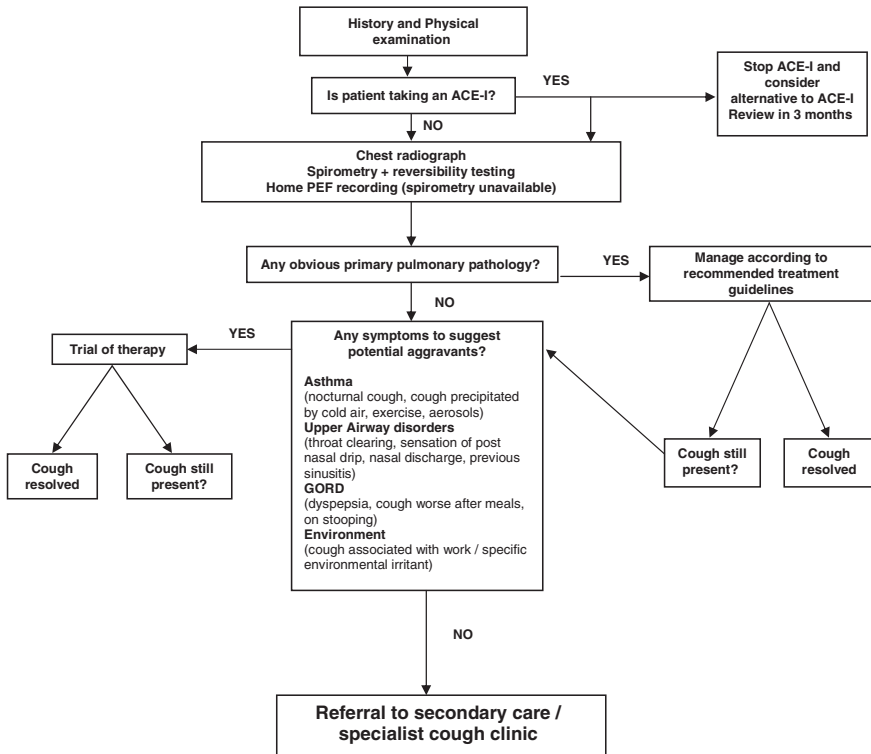 History and Physical
examination
Is patient taking an ACE-I?
YES
Stop ACE-I and
consider
alternative to ACE-I
Review in 3 months
NO
Chest radiograph
Spirometry + reversibility testing
Home PEF recording (spirometry unavailable)
Any obvious primary pulmonary pathology?
YES
Manage according to
recommended treatment
guidelines
NO
YES
Trial of therapy
Any symptoms to suggest
potential aggravants?
Asthma
(nocturnal cough, cough precipitated
by cold air, exercise, aerosols)
Upper Airway disorders
(throat clearing, sensation of post
nasal drip, nasal discharge, previous
sinusitis)
GORD
(dyspepsia, cough worse after meals,
on stooping)
Environment
(cough associated with work / specific
environmental irritant)
Cough
resolved
Cough still
present?
Cough still
present?
Cough
resolved
NO
Referral to secondary care /
specialist cough clinic